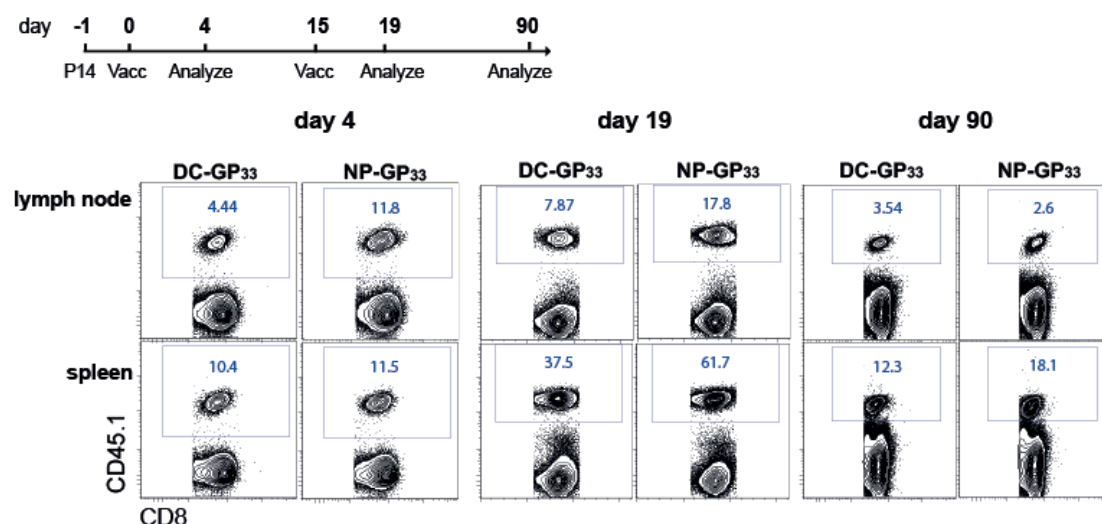 day -1 0 4 15 19 90
P14 Vacc Analyze Vacc Analyze Analyze
day 4 day 19 day 90
DC-GP33 NP-GP33 DC-GP33 NP-GP33 DC-GP33 NP-GP33
lymph node 4.44 11.8 7.87 17.8 3.54 2.6
spleen 10.4 11.5 37.5 61.7 12.3 18.1
CD45.1
CD8